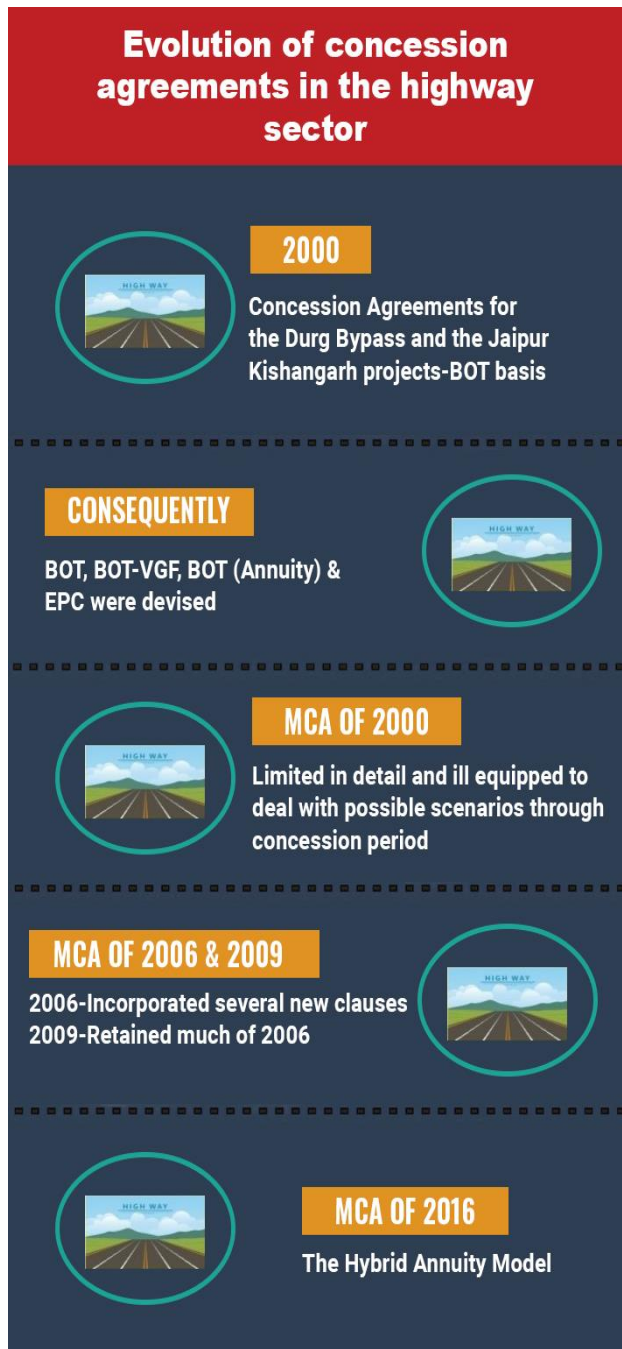 Evolution of concession
agreements in the highway
sector
HIGH WAY
2000
Concession Agreements for
the Durg Bypass and the Jaipur
Kishangarh projects-BOT basis
CONSEQUENTLY
BOT, BOT-VGF, BOT (Annuity) &
EPC were devised
HIGH WAY
HIGH WAY
MCA OF 2000
Limited in detail and ill equipped to
deal with possible scenarios through
concession period
MCA OF 2006 & 2009
2006-Incorporated several new clauses
2009-Retained much of 2006
HIGH WAY
HIGH WAY
MCA OF 2016
The Hybrid Annuity Model